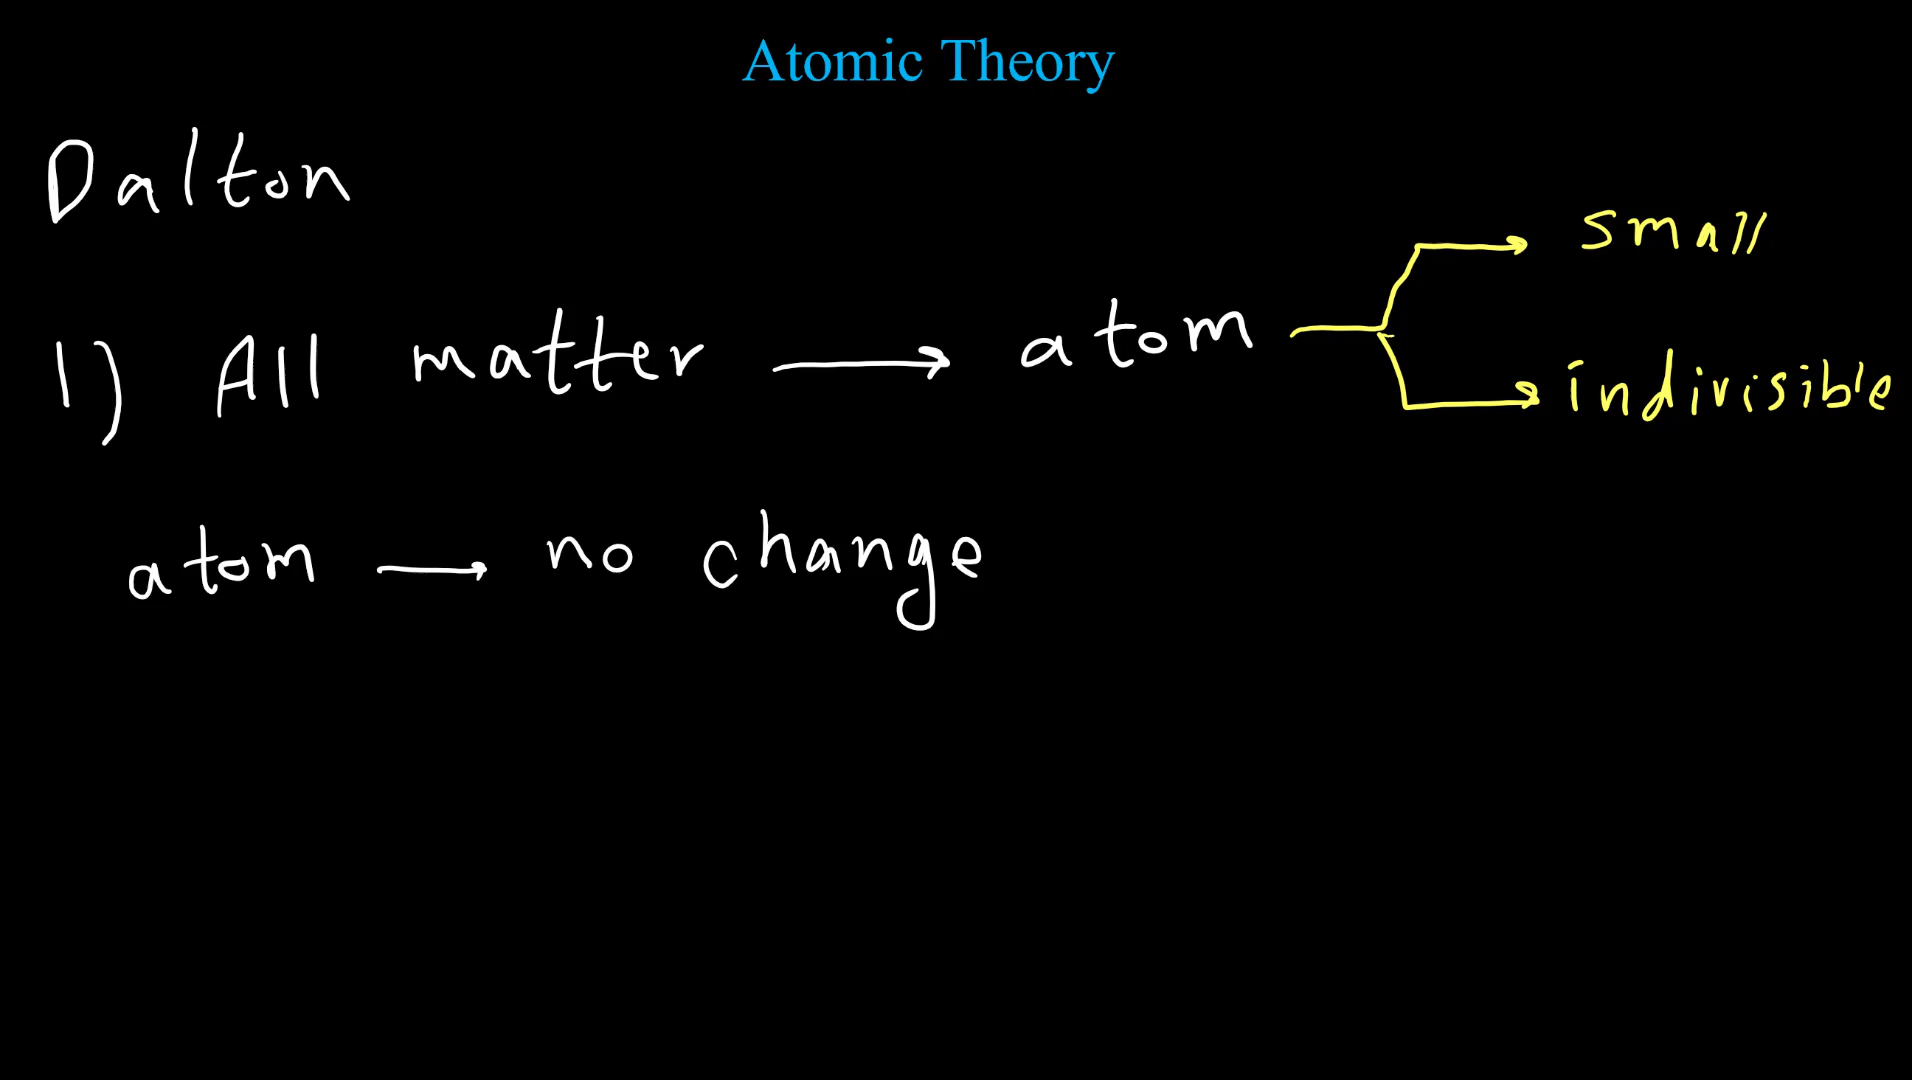 Atomic Theory
Dalton
1) All matter → atom → small
→ indivisible
atom → no change